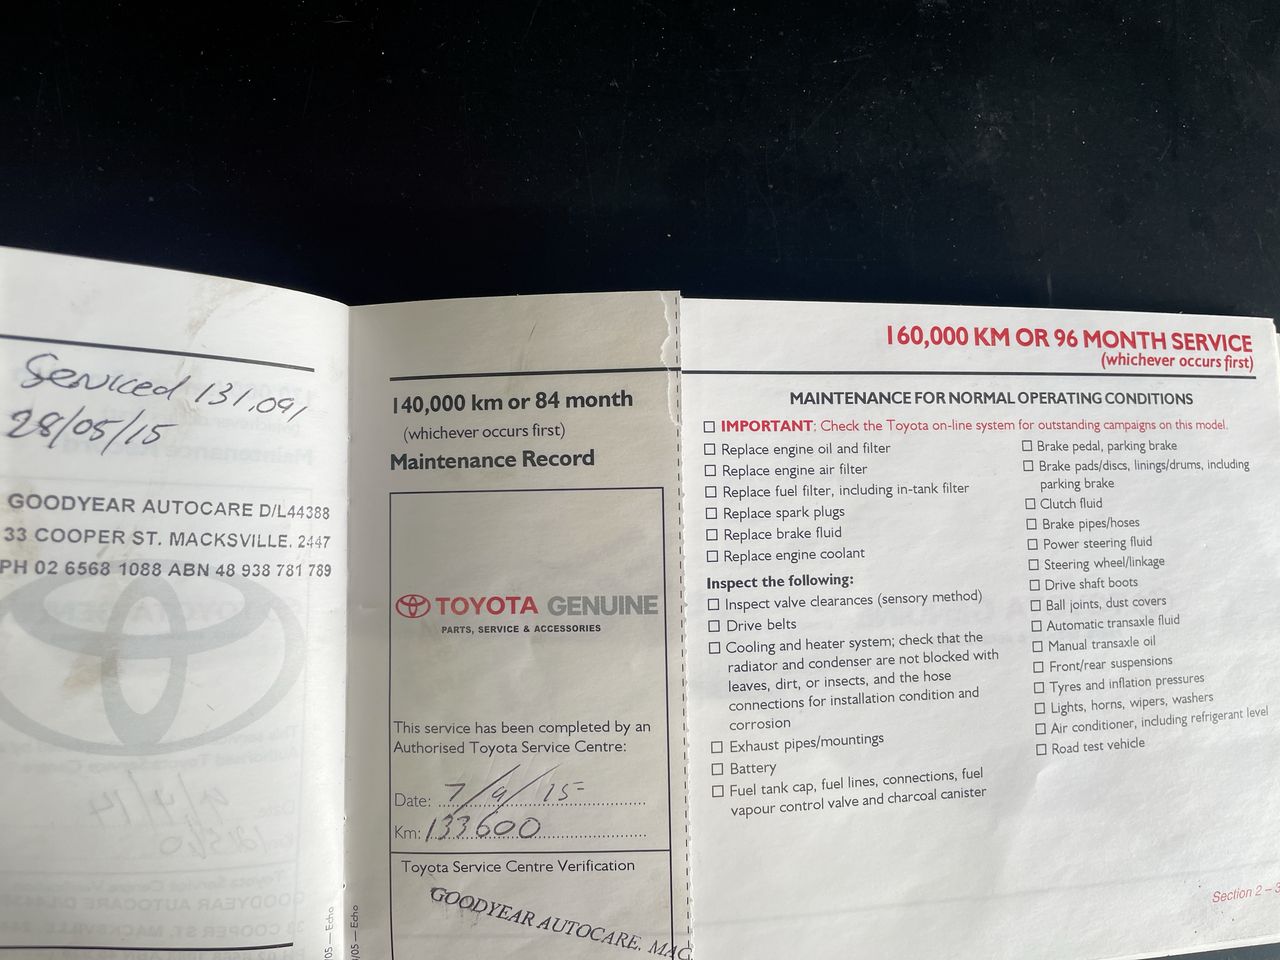 Serviced 131,091
28/05/15
GOODYEAR AUTOCARE D/L44388
33 COOPER ST. MACKSVILLE. 2447
PH 02 6568 1088 ABN 48 938 781 789
/05 — Echo
/05 — Echo
140,000 km or 84 month
(whichever occurs first)
Maintenance Record
TOYOTA GENUINE
PARTS, SERVICE & ACCESSORIES
This service has been completed by an
Authorised Toyota Service Centre:
Date: 7/9/15
Km: 133600
Toyota Service Centre Verification
GOODYEAR AUTOCARE. MAC
160,000 KM OR 96 MONTH SERVICE
(whichever occurs first)
MAINTENANCE FOR NORMAL OPERATING CONDITIONS
IMPORTANT: Check the Toyota on-line system for outstanding campaigns on this model.
Replace engine oil and filter
Replace engine air filter
Replace fuel filter, including in-tank filter
Replace spark plugs
Replace brake fluid
Replace engine coolant
Inspect the following:
Inspect valve clearances (sensory method)
Drive belts
Cooling and heater system; check that the
radiator and condenser are not blocked with
leaves, dirt, or insects, and the hose
connections for installation condition and
corrosion
Exhaust pipes/mountings
Battery
Fuel tank cap, fuel lines, connections, fuel
vapour control valve and charcoal canister
Brake pedal, parking brake
Brake pads/discs, linings/drums, including
parking brake
Clutch fluid
Brake pipes/hoses
Power steering fluid
Steering wheel/linkage
Drive shaft boots
Ball joints, dust covers
Automatic transaxle fluid
Manual transaxle oil
Front/rear suspensions
Tyres and inflation pressures
Lights, horns, wipers, washers
Air conditioner, including refrigerant level
Road test vehicle
Section 2 – 3